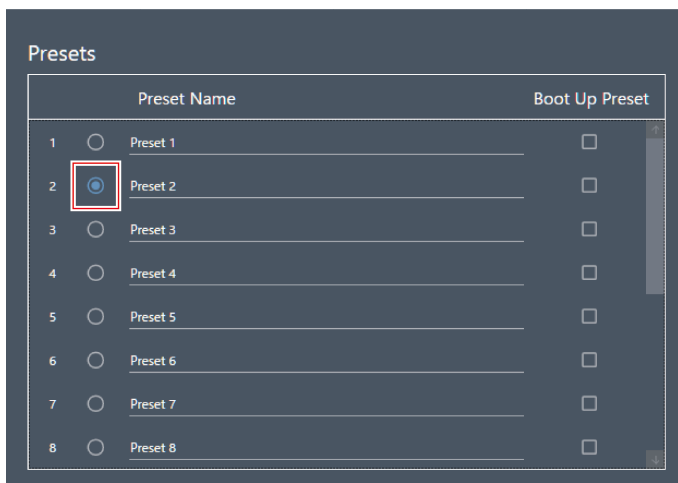 Presets
Preset Name Boot Up Preset
1 Preset 1
2 Preset 2
3 Preset 3
4 Preset 4
5 Preset 5
6 Preset 6
7 Preset 7
8 Preset 8